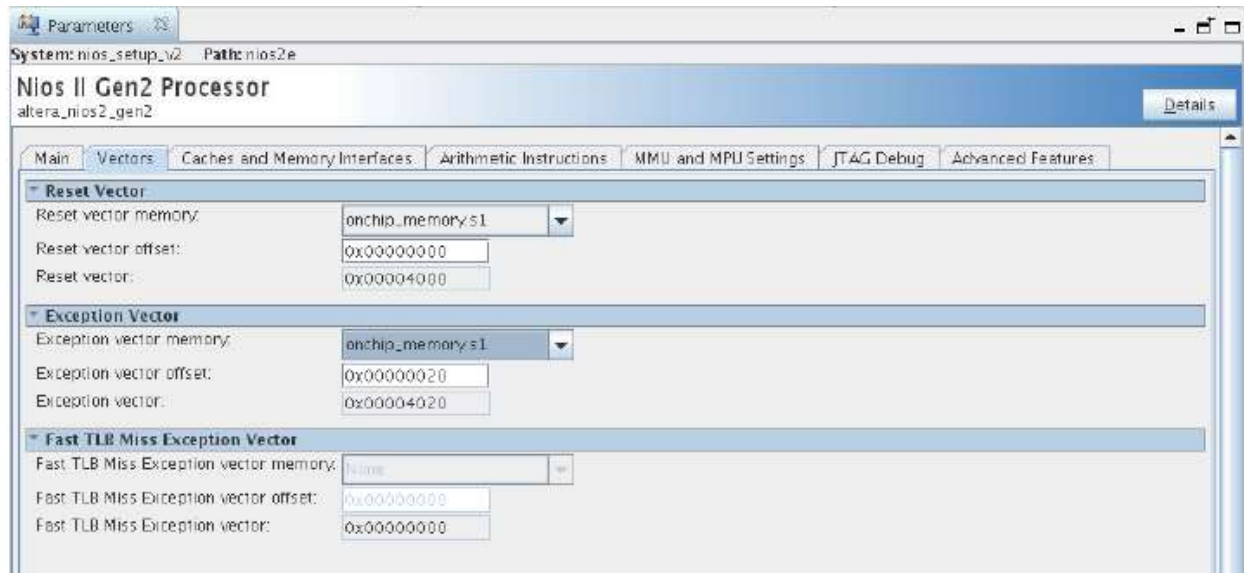 Parameters
System: nios_setup_v2 Path: nios2e
Nios II Gen2 Processor
altera_nios2_gen2
Details
Main Vectors Caches and Memory Interfaces Arithmetic Instructions MMU and MPU Settings JTAG Debug Advanced Features
Reset Vector
Reset vector memory: onchip_memory.s1
Reset vector offset: 0x00000000
Reset vector: 0x00004000
Exception Vector
Exception vector memory: onchip_memory.s1
Exception vector offset: 0x00000020
Exception vector: 0x00004020
Fast TLB Miss Exception Vector
Fast TLB Miss Exception vector memory: None
Fast TLB Miss Exception vector offset: 0x00000000
Fast TLB Miss Exception vector: 0x00000000